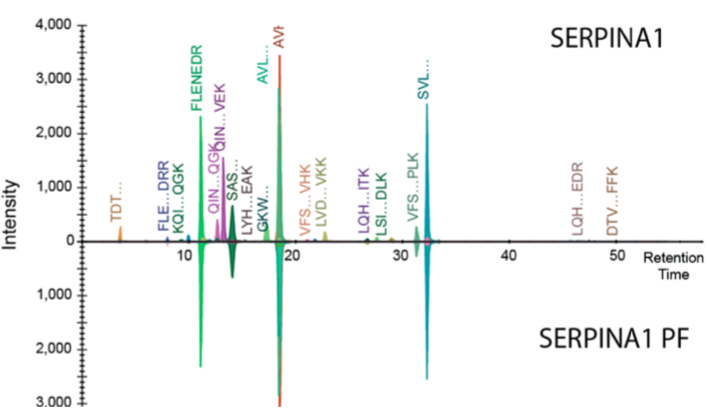 SERPINA1
4,000
3,000
2,000
1,000
0
1,000
2,000
3,000
Intensity
TDT...
FLE...DRR
KQI...QGK
FLENEDR
QIN...QGK
QIN...VEK
SAS...
LYH...EAK
GKW...
AVL...
VFS...VHK
LVD...VKK
LQH...ITK
LSI...DLK
VFS...PLK
SVL...
LQH...EDR
DTV...FFK
10
20
30
40
50
Retention
Time
SERPINA1 PF